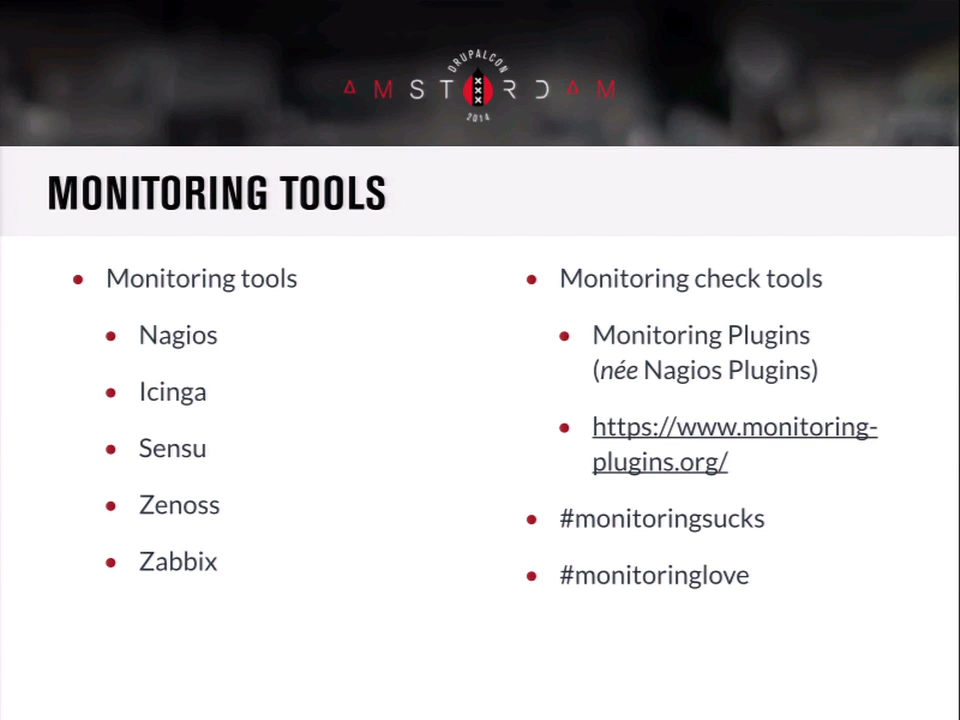 DRUPALCON
AMSTERDAM
2014
MONITORING TOOLS
Monitoring tools
Nagios
Icinga
Sensu
Zenoss
Zabbix
Monitoring check tools
Monitoring Plugins
(née Nagios Plugins)
https://www.monitoring-
plugins.org/
#monitoringsucks
#monitoringlove